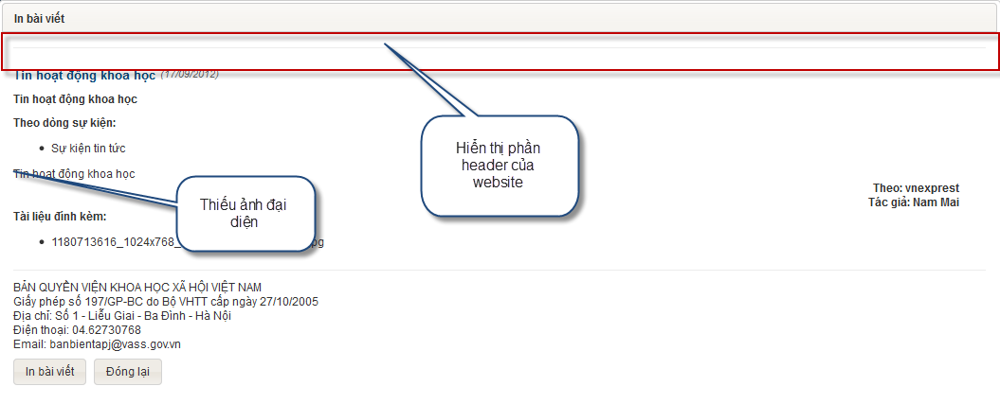 In bài viết
Tin hoạt động khoa học (17/09/2012)
Tin hoạt động khoa học
Theo dòng sự kiện:
Sự kiện tin tức
Tin hoạt động khoa học
Hiển thị phần
header của
website
Thiếu ảnh đại
diện
Theo: vnexprest
Tác giả: Nam Mai
Tài liệu đính kèm:
1180713616_1024x768_ pg
BẢN QUYỀN VIỆN KHOA HỌC XÃ HỘI VIỆT NAM
Giấy phép số 197/GP-BC do Bộ VHTT cấp ngày 27/10/2005
Địa chỉ: Số 1 - Liễu Giai - Ba Đình - Hà Nội
Điện thoại: 04.62730768
Email: banbientapj@vass.gov.vn
In bài viết Đóng lại